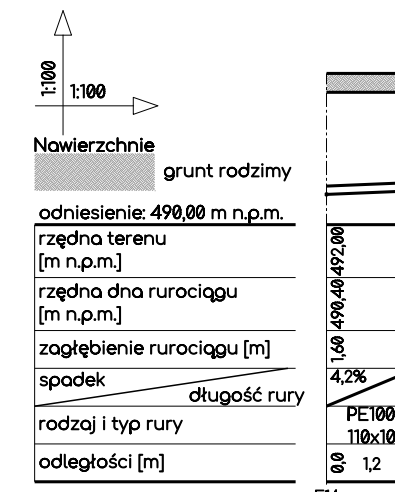 1:100
1:100
Nawierzchnie
grunt rodzimy
odniesienie: 490,00 m n.p.m.
rzędna terenu
[m n.p.m.]
492,00
rzędna dna rurociągu
[m n.p.m.]
490,40
zagłębienie rurociągu [m]
1,60
spadek
długość rury
4,2%
rodzaj i typ rury
PE100
110x10
odległości [m]
0,0
1,2